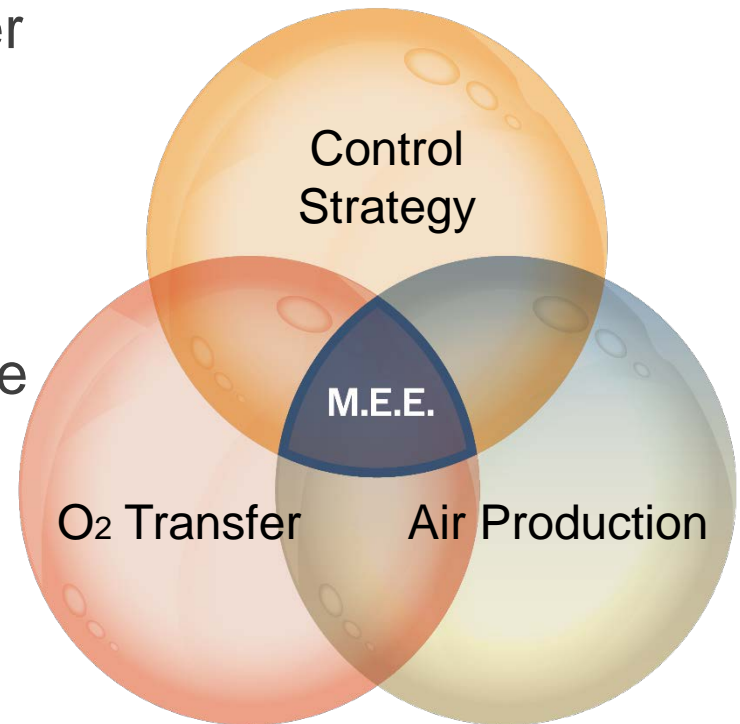 Control
Strategy
M.E.E.
O2 Transfer
Air Production